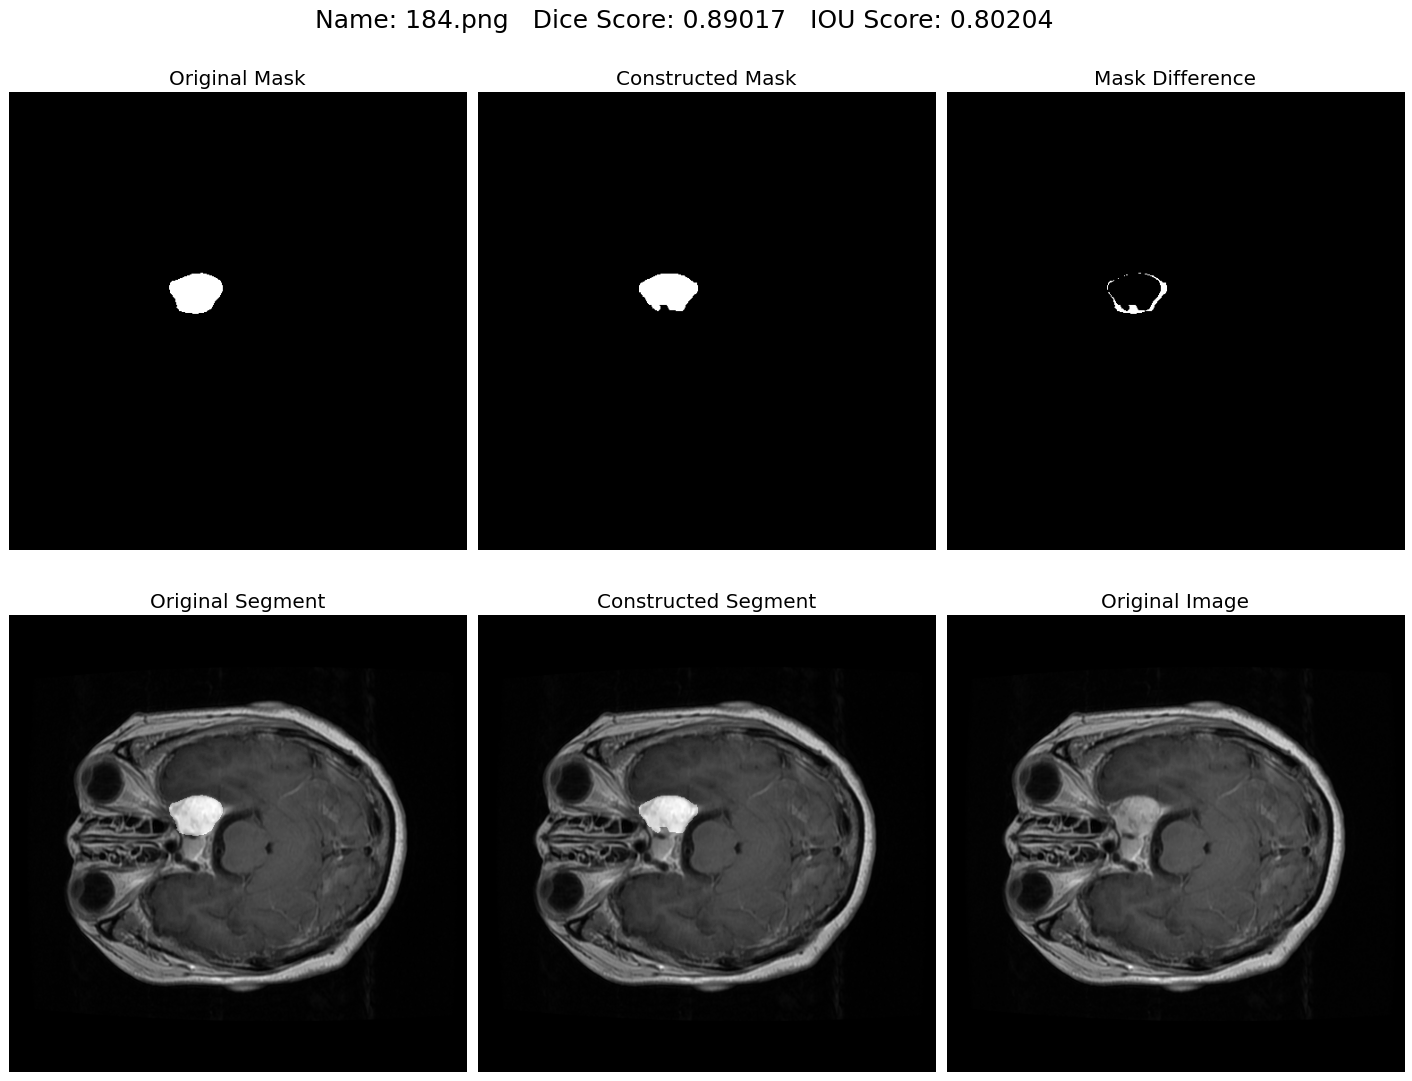 Name: 184.png   Dice Score: 0.89017   IOU Score: 0.80204
Original Mask
Constructed Mask
Mask Difference
Original Segment
Constructed Segment
Original Image